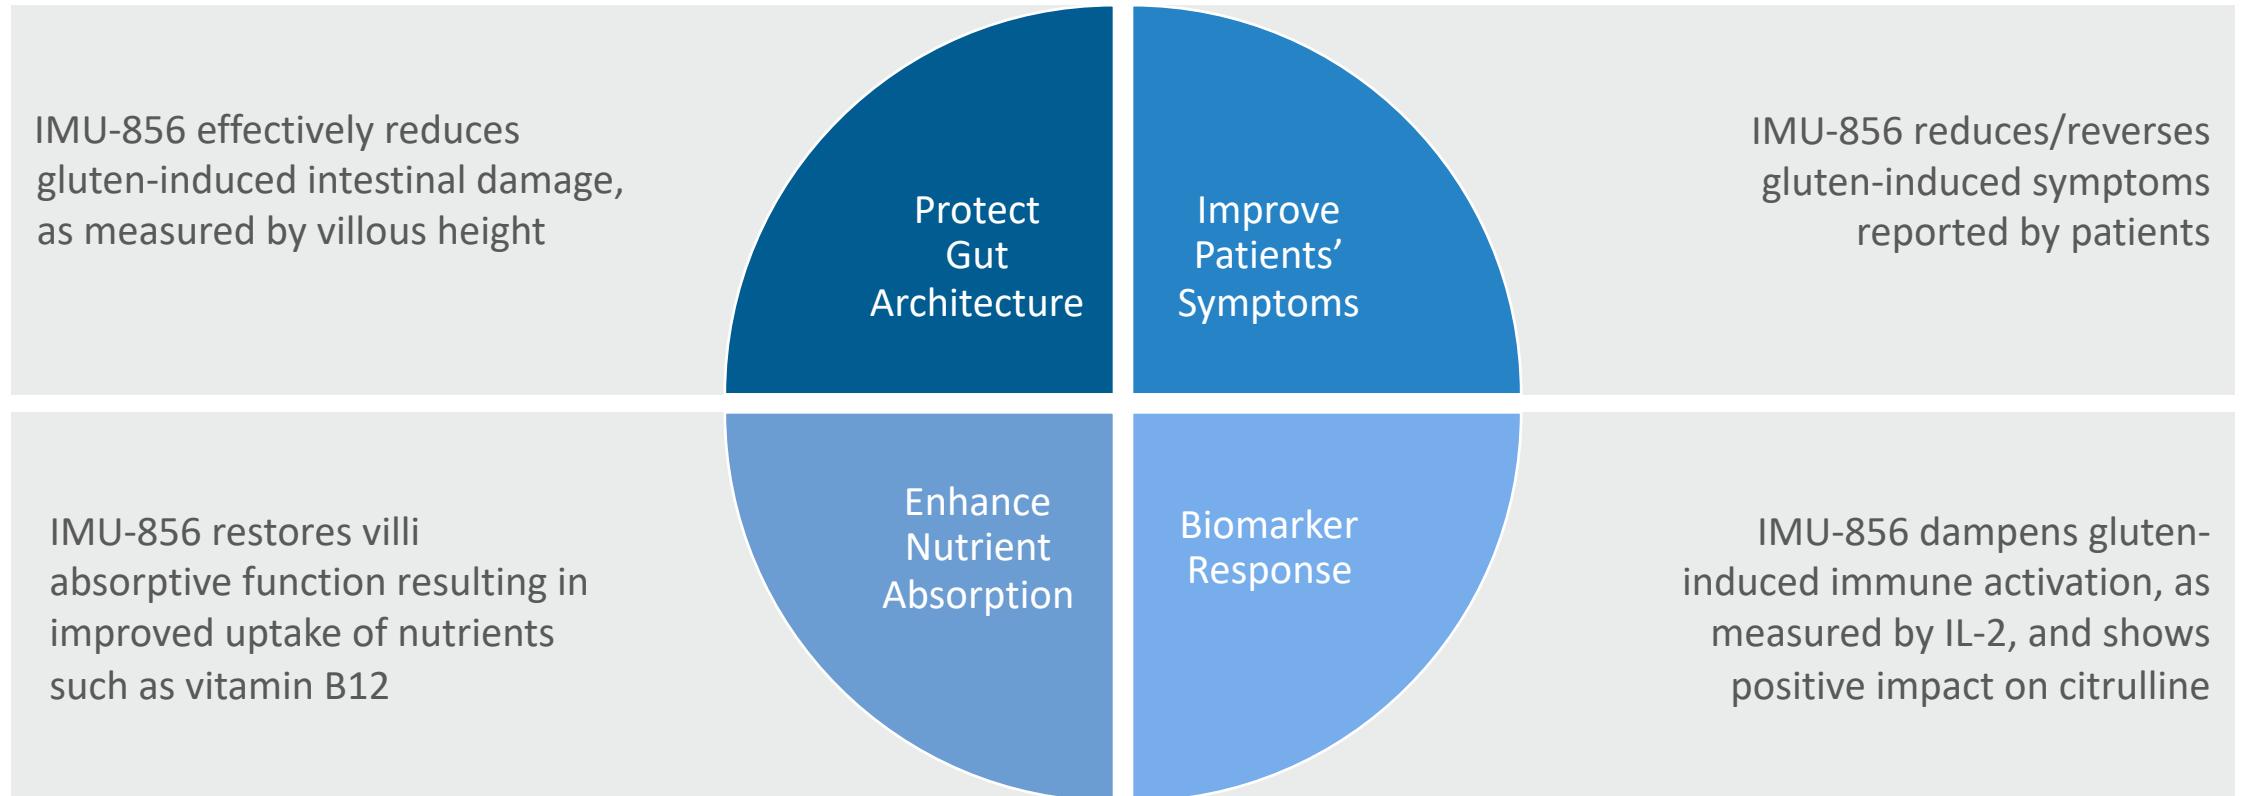 IMU-856 effectively reduces
gluten-induced intestinal damage,
as measured by villous height
Protect
Gut
Architecture
Improve
Patients’
Symptoms
IMU-856 reduces/reverses
gluten-induced symptoms
reported by patients
IMU-856 restores villi
absorptive function resulting in
improved uptake of nutrients
such as vitamin B12
Enhance
Nutrient
Absorption
Biomarker
Response
IMU-856 dampens gluten-
induced immune activation, as
measured by IL-2, and shows
positive impact on citrulline